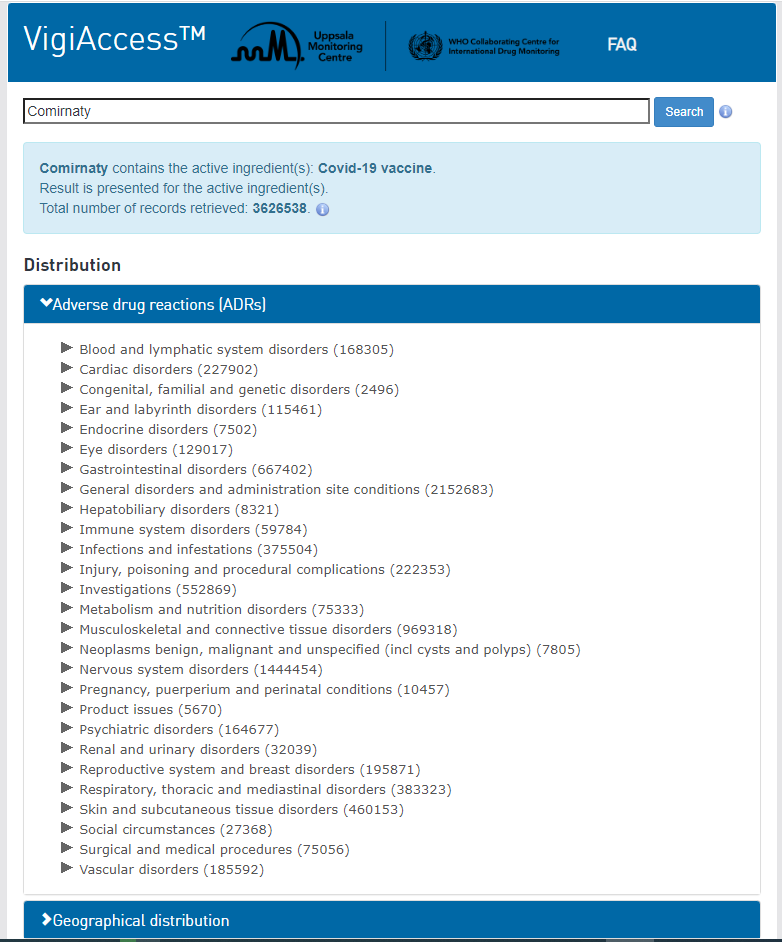 VigiAccess™
Uppsala
Monitoring
Centre
WHO Collaborating Centre for
International Drug Monitoring
FAQ
Comirnaty
Search
Comirnaty contains the active ingredient(s): Covid-19 vaccine.
Result is presented for the active ingredient(s).
Total number of records retrieved: 3626538.
Distribution
Adverse drug reactions (ADRs)
Blood and lymphatic system disorders (168305)
Cardiac disorders (227902)
Congenital, familial and genetic disorders (2496)
Ear and labyrinth disorders (115461)
Endocrine disorders (7502)
Eye disorders (129017)
Gastrointestinal disorders (667402)
General disorders and administration site conditions (2152683)
Hepatobiliary disorders (8321)
Immune system disorders (59784)
Infections and infestations (375504)
Injury, poisoning and procedural complications (222353)
Investigations (552869)
Metabolism and nutrition disorders (75333)
Musculoskeletal and connective tissue disorders (969318)
Neoplasms benign, malignant and unspecified (incl cysts and polyps) (7805)
Nervous system disorders (1444454)
Pregnancy, puerperium and perinatal conditions (10457)
Product issues (5670)
Psychiatric disorders (164677)
Renal and urinary disorders (32039)
Reproductive system and breast disorders (195871)
Respiratory, thoracic and mediastinal disorders (383323)
Skin and subcutaneous tissue disorders (460153)
Social circumstances (27368)
Surgical and medical procedures (75056)
Vascular disorders (185592)
Geographical distribution